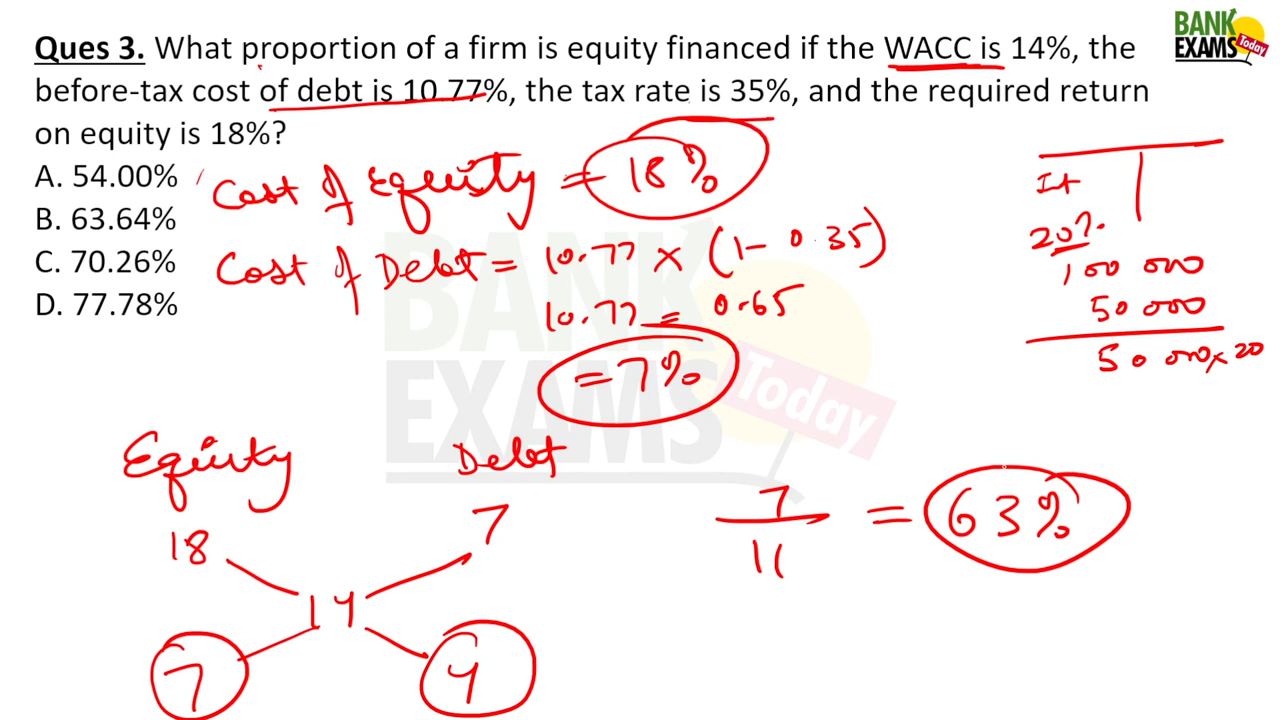 BANK
EXAMS Today
Ques 3. What proportion of a firm is equity financed if the WACC is 14%, the
before-tax cost of debt is 10.77%, the tax rate is 35%, and the required return
on equity is 18%?
A. 54.00%
B. 63.64%
C. 70.26%
D. 77.78%
Cost of Equity = 18%
Cost of Debt = 10.77 x (1- 0.35)
10.77 = 0.65
= 7%
Int
20%
100 000
50 000
50 000 x 20
BANK
EXAMS
Today
Equity Debt
18 7
14
7 4
7
11
= 63%